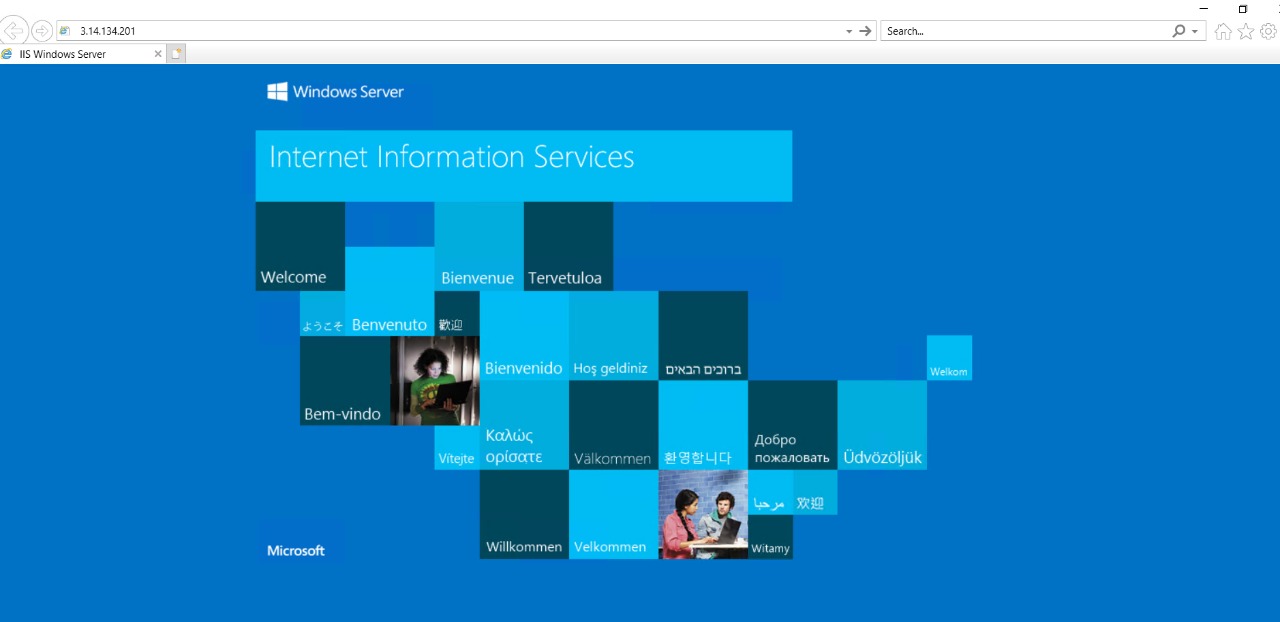 3.14.134.201
Search...
IIS Windows Server
Windows Server
Internet Information Services
Welcome
Bienvenue
Tervetuloa
ようこそ
Benvenuto
歡迎
Bienvenido
Hoş geldiniz
ברוכים הבאים
Welkom
Bem-vindo
Vítejte
Καλώς
ορίσατε
Välkommen
환영합니다
Добро
пожаловать
Üdvözöljük
مرحبا
欢迎
Willkommen
Velkommen
Witamy
Microsoft